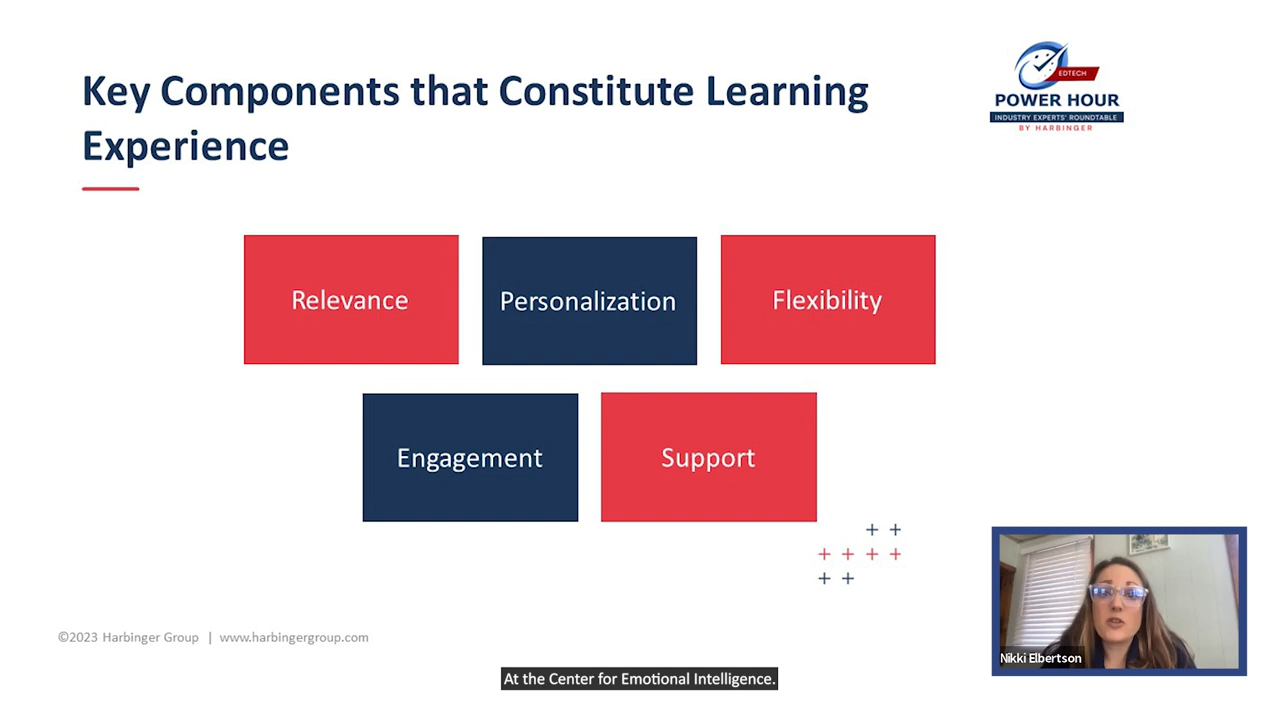 Key Components that Constitute Learning
Experience
EDTECH
POWER HOUR
INDUSTRY EXPERTS' ROUNDTABLE
BY HARBINGER
Relevance
Personalization
Flexibility
Engagement
Support
©2023 Harbinger Group | www.harbingergroup.com
Nikki Elbertson
At the Center for Emotional Intelligence.